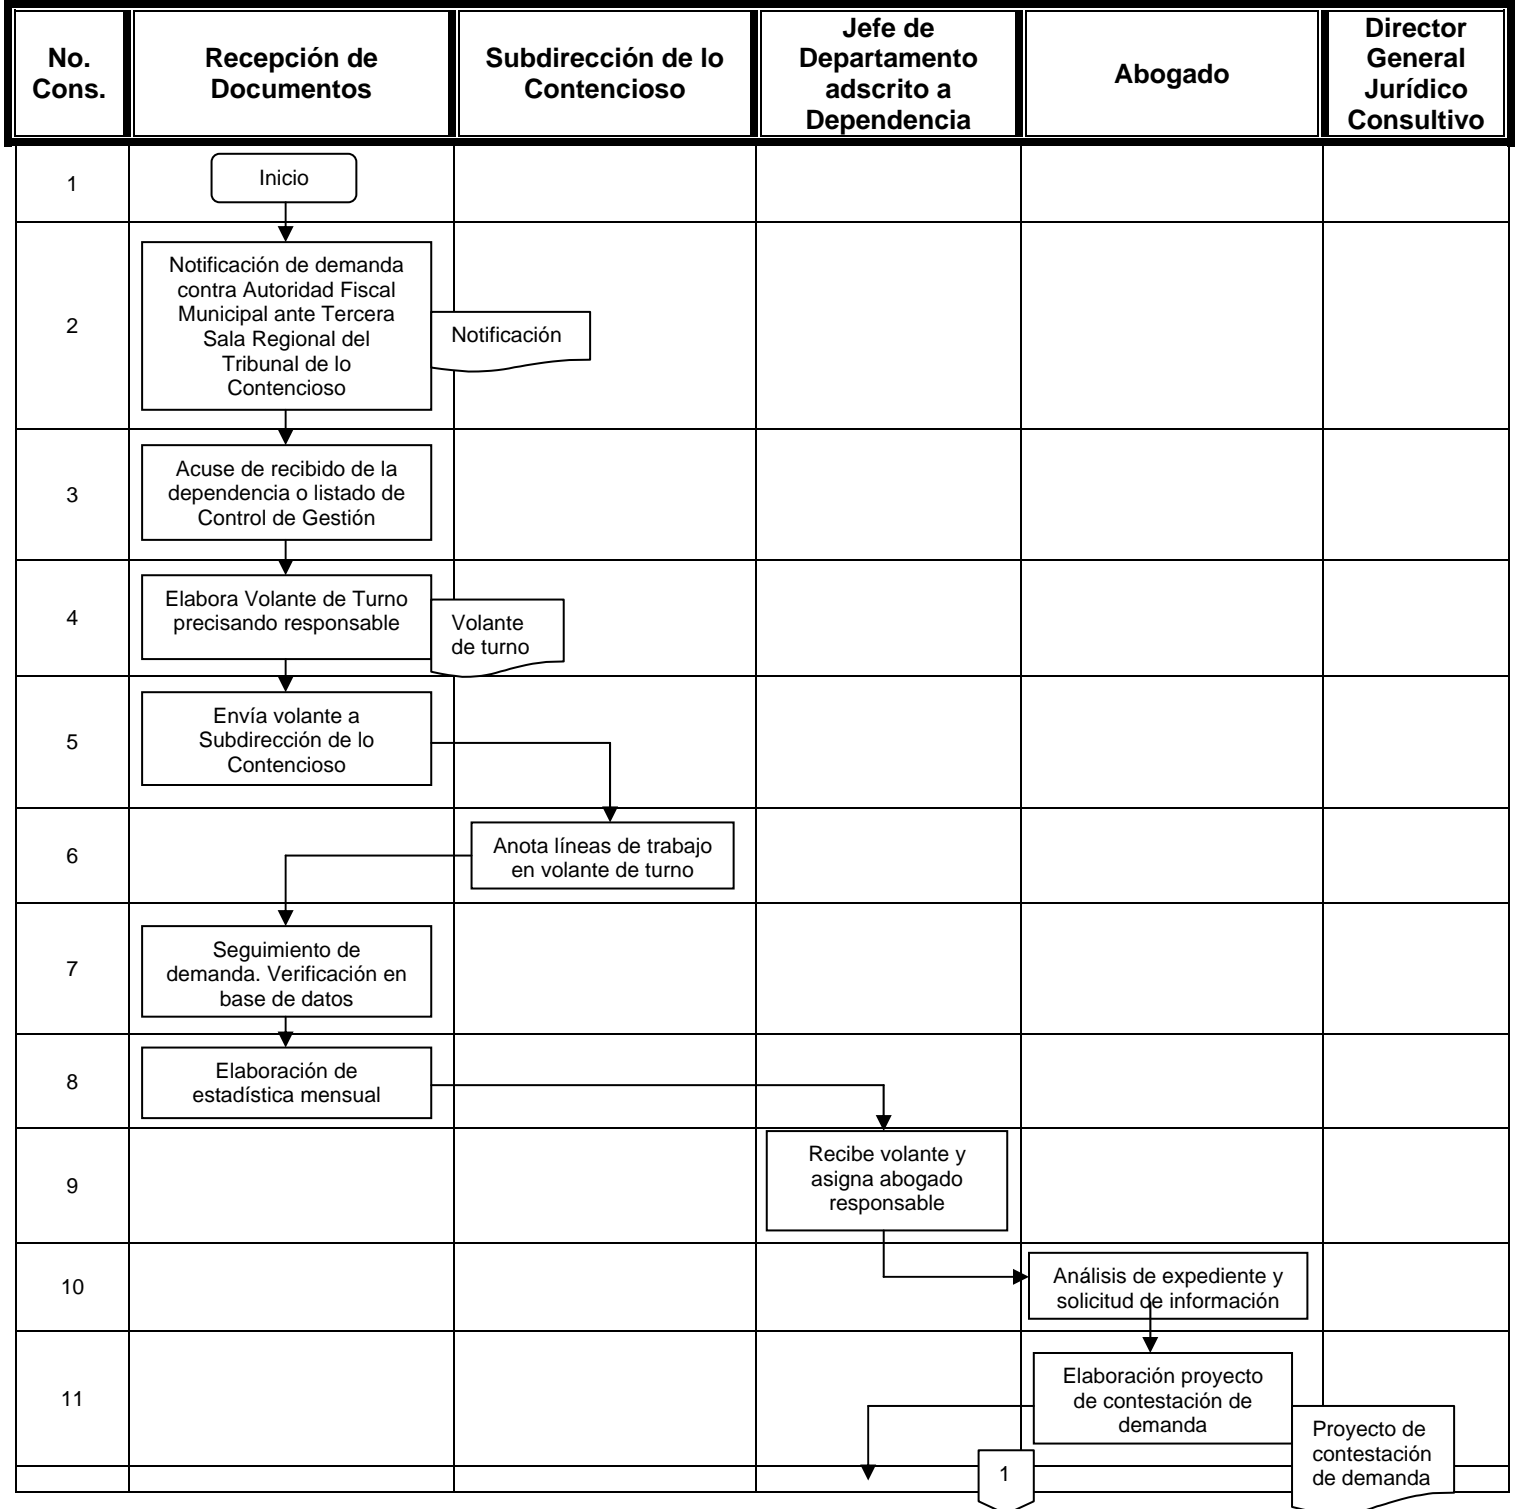 No.
Cons.
Recepción de
Documentos
Subdirección de lo
Contencioso
Jefe de
Departamento
adscrito a
Dependencia
Abogado
Director
General
Jurídico
Consultivo
1
Inicio
2
Notificación de demanda
contra Autoridad Fiscal
Municipal ante Tercera
Sala Regional del
Tribunal de lo
Contencioso
Notificación
3
Acuse de recibido de la
dependencia o listado de
Control de Gestión
4
Elabora Volante de Turno
precisando responsable
Volante
de turno
5
Envía volante a
Subdirección de lo
Contencioso
6
Anota líneas de trabajo
en volante de turno
7
Seguimiento de
demanda. Verificación en
base de datos
8
Elaboración de
estadística mensual
9
Recibe volante y
asigna abogado
responsable
10
Análisis de expediente y
solicitud de información
11
Elaboración proyecto
de contestación de
demanda
Proyecto de
contestación
de demanda
1